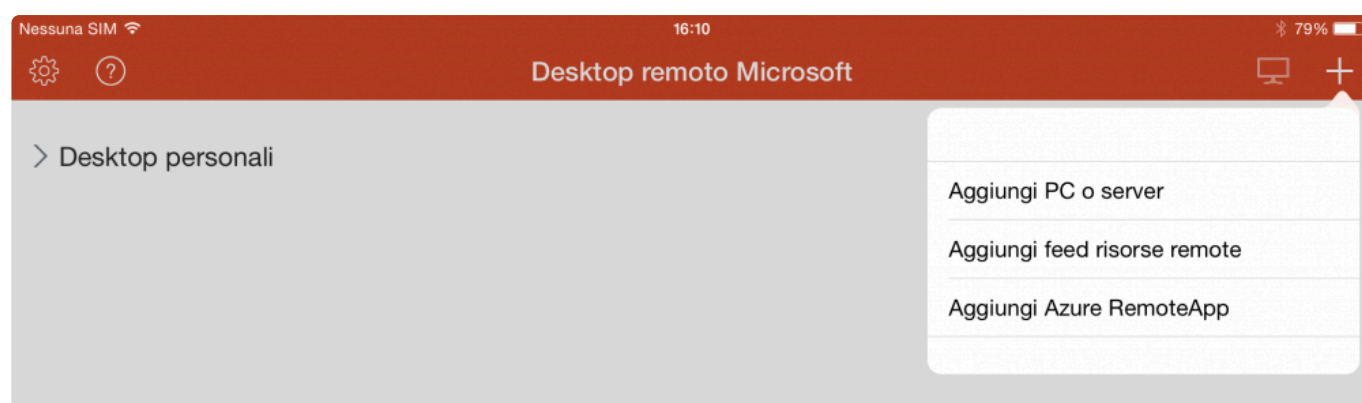 Nessuna SIM 16:10 79%
Desktop remoto Microsoft
Desktop personali
Aggiungi PC o server
Aggiungi feed risorse remote
Aggiungi Azure RemoteApp